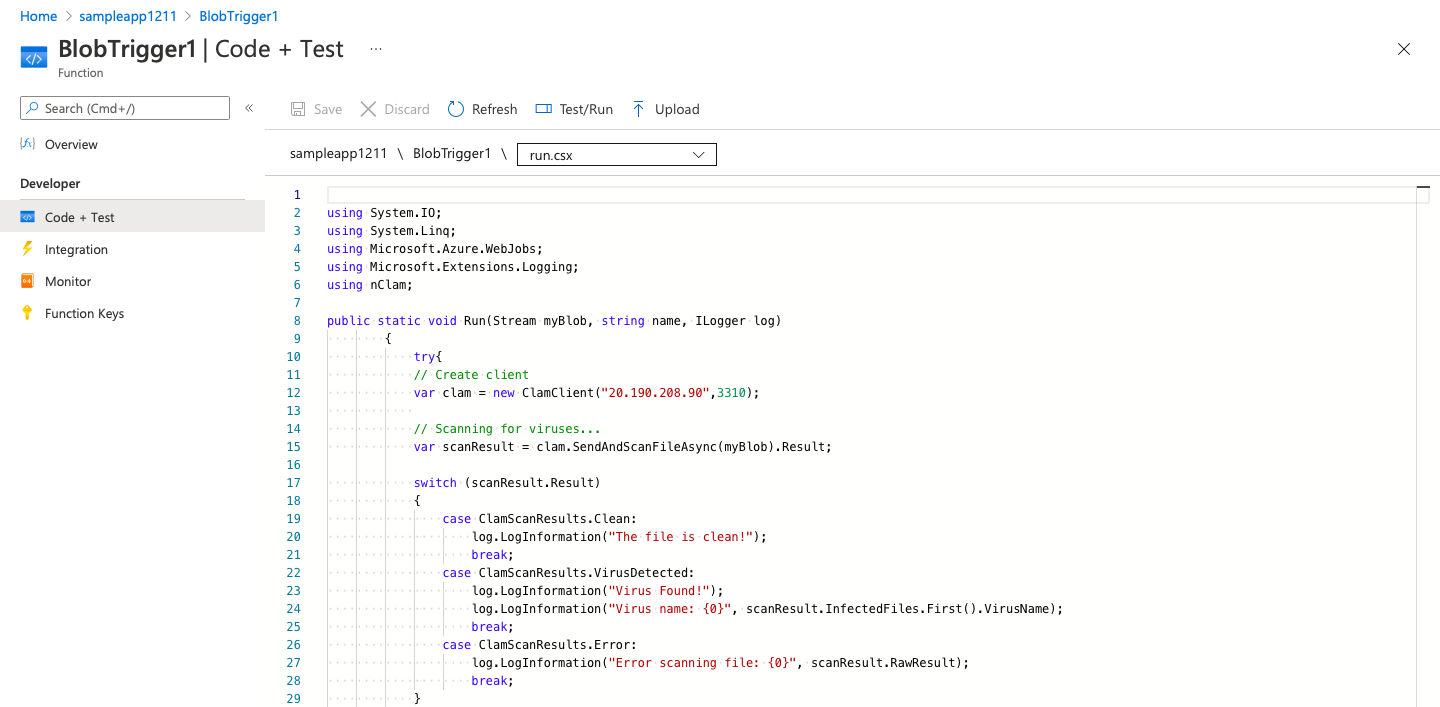 Home > sampleapp1211 > BlobTrigger1
BlobTrigger1 | Code + Test ...
Function
Search (Cmd+/) «
Save Discard Refresh Test/Run Upload
Overview
Developer
Code + Test
Integration
Monitor
Function Keys
sampleapp1211 \ BlobTrigger1 \ run.csx
1
2 using System.IO;
3 using System.Linq;
4 using Microsoft.Azure.WebJobs;
5 using Microsoft.Extensions.Logging;
6 using nClam;
7
8 public static void Run(Stream myBlob, string name, ILogger log)
9 {
10 try{
11 // Create client
12 var clam = new ClamClient("20.190.208.90",3310);
13
14 // Scanning for viruses...
15 var scanResult = clam.SendAndScanFileAsync(myBlob).Result;
16
17 switch (scanResult.Result)
18 {
19 case ClamScanResults.Clean:
20 log.LogInformation("The file is clean!");
21 break;
22 case ClamScanResults.VirusDetected:
23 log.LogInformation("Virus Found!");
24 log.LogInformation("Virus name: {0}", scanResult.InfectedFiles.First().VirusName);
25 break;
26 case ClamScanResults.Error:
27 log.LogInformation("Error scanning file: {0}", scanResult.RawResult);
28 break;
29 }